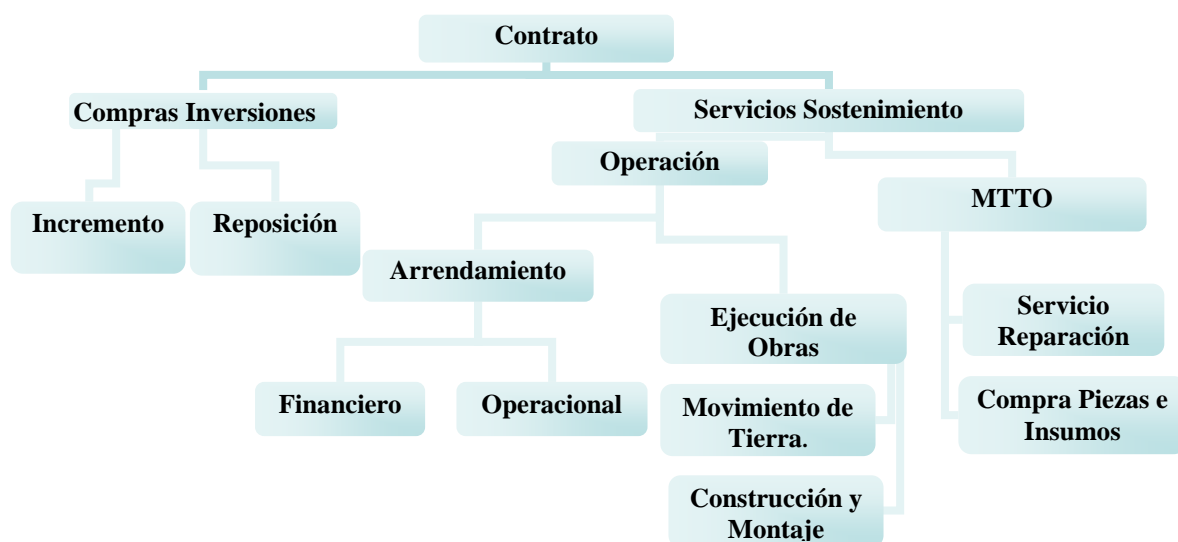 Contrato
Compras Inversiones
Servicios Sostenimiento
Operación
MTTO
Incremento
Reposición
Arrendamiento
Ejecución de
Obras
Servicio
Reparación
Financiero
Operacional
Movimiento de
Tierra.
Compra Piezas e
Insumos
Construcción y
Montaje